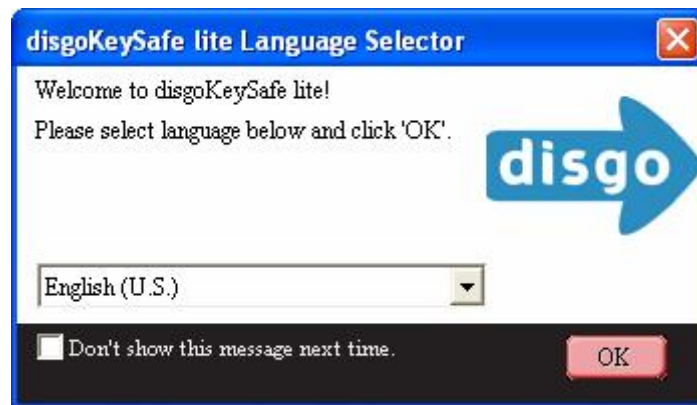 disgoKeySafe lite Language Selector
Welcome to disgoKeySafe lite!
Please select language below and click 'OK'.
disgo
English (U.S.)
Don't show this message next time.
OK